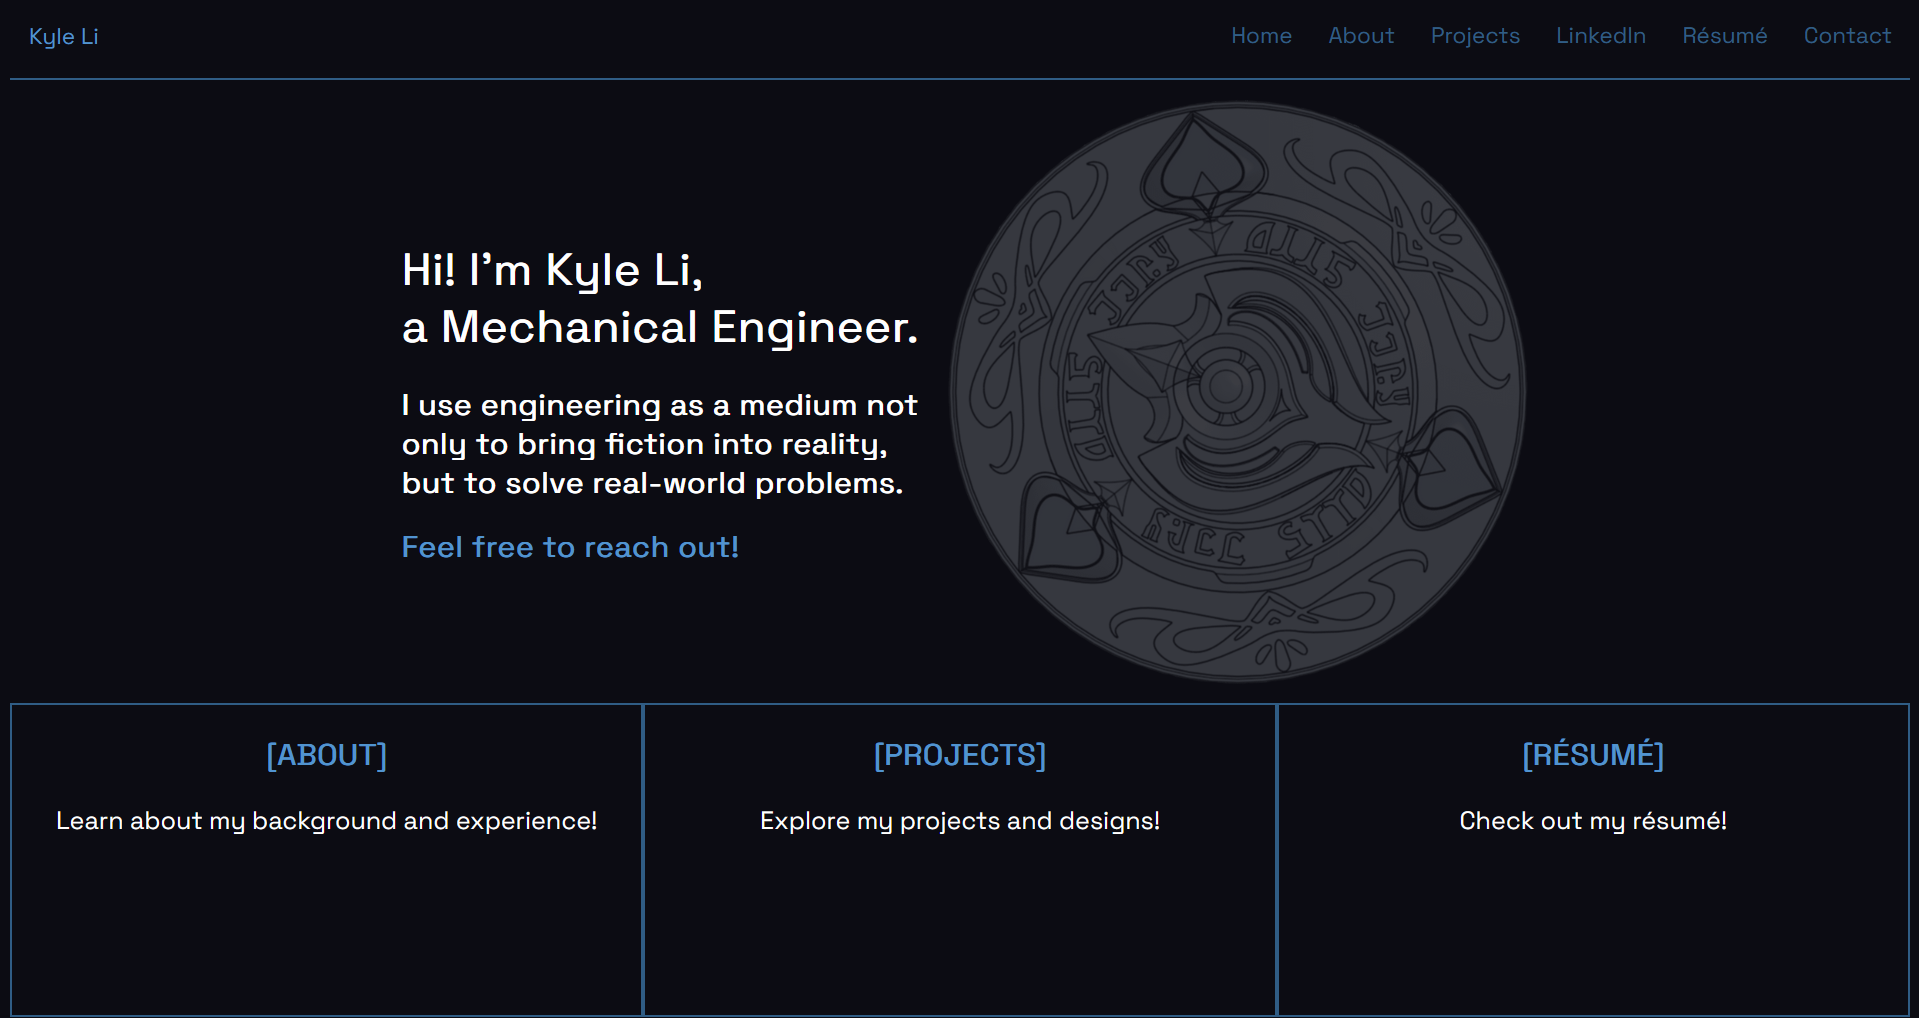 Kyle Li
Home About Projects LinkedIn Résumé Contact
Hi! I'm Kyle Li,
a Mechanical Engineer.
I use engineering as a medium not
only to bring fiction into reality,
but to solve real-world problems.
Feel free to reach out!
[ABOUT]
Learn about my background and experience!
[PROJECTS]
Explore my projects and designs!
[RÉSUMÉ]
Check out my résumé!